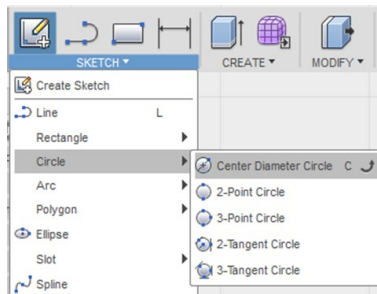 SKETCH ▾ CREATE ▾ MODIFY ▾
Create Sketch
Line L
Rectangle
Circle
Center Diameter Circle C
2-Point Circle
3-Point Circle
2-Tangent Circle
3-Tangent Circle
Arc
Polygon
Ellipse
Slot
Spline